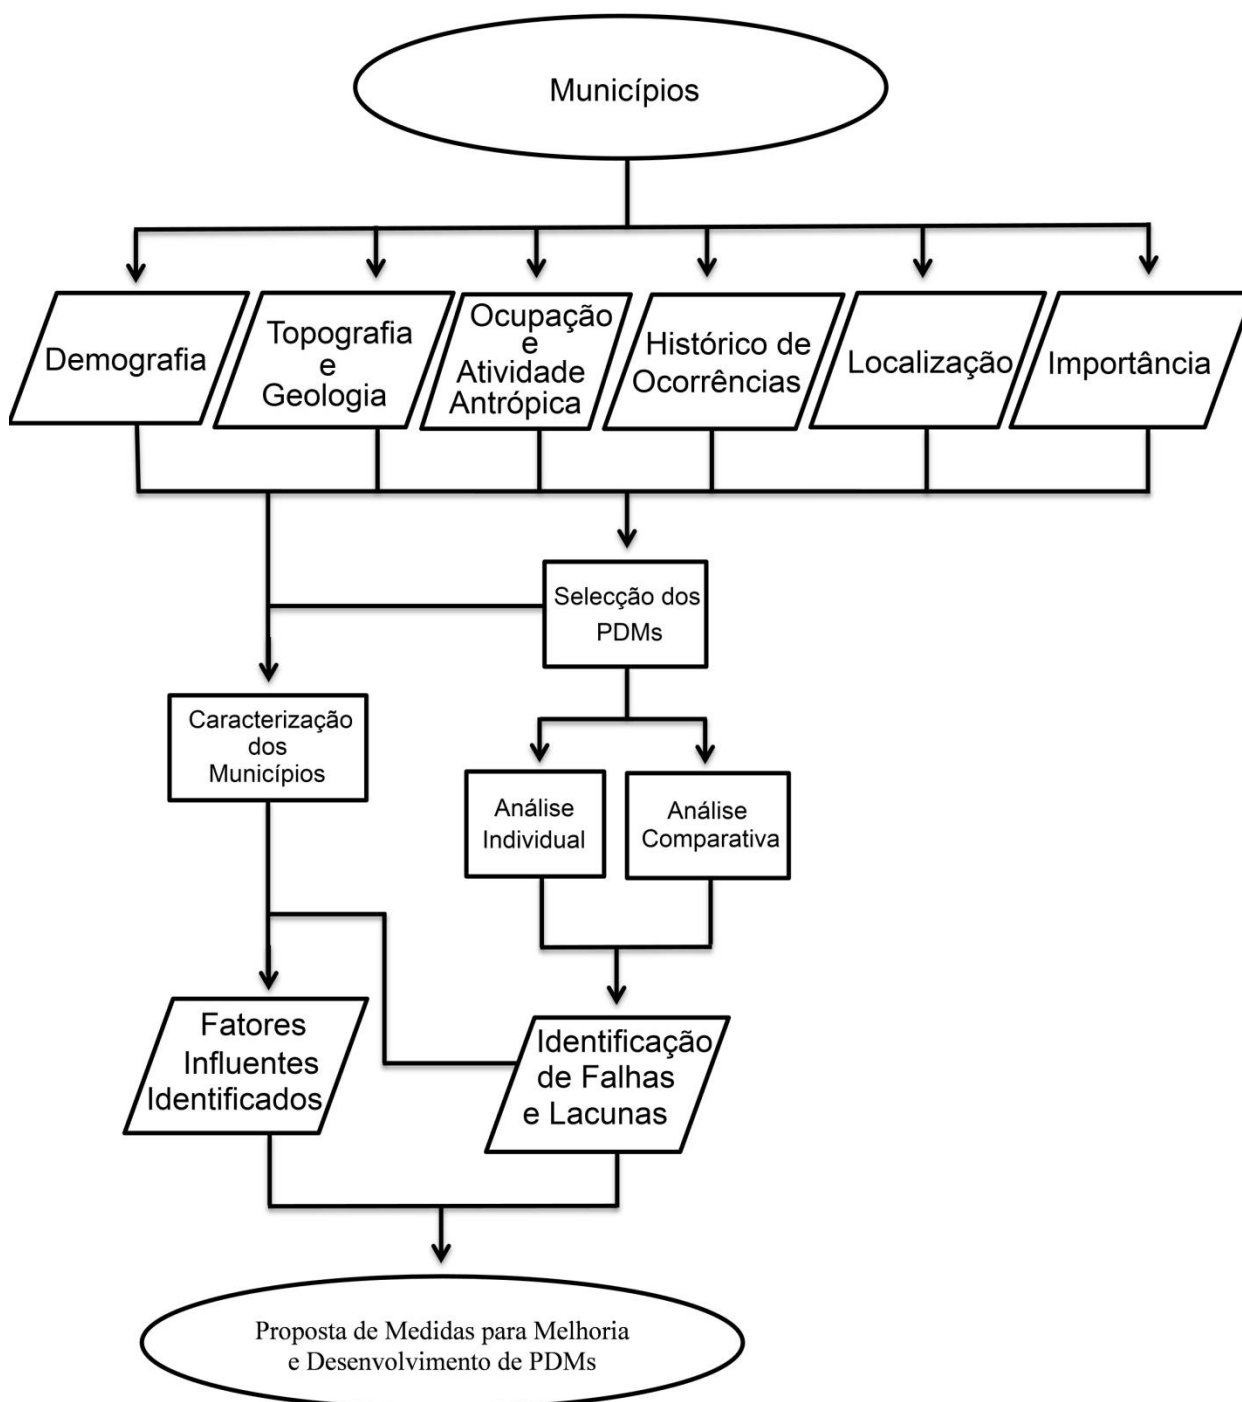 Municípios
Demografia
Topografia
e
Geologia
Ocupação
e
Atividade
Antrópica
Histórico de
Ocorrências
Localização
Importância
Selecção dos
PDMs
Caracterização
dos
Municípios
Análise
Individual
Análise
Comparativa
Fatores
Influentes
Identificados
Identificação
de Falhas
e Lacunas
Proposta de Medidas para Melhoria
e Desenvolvimento de PDMs